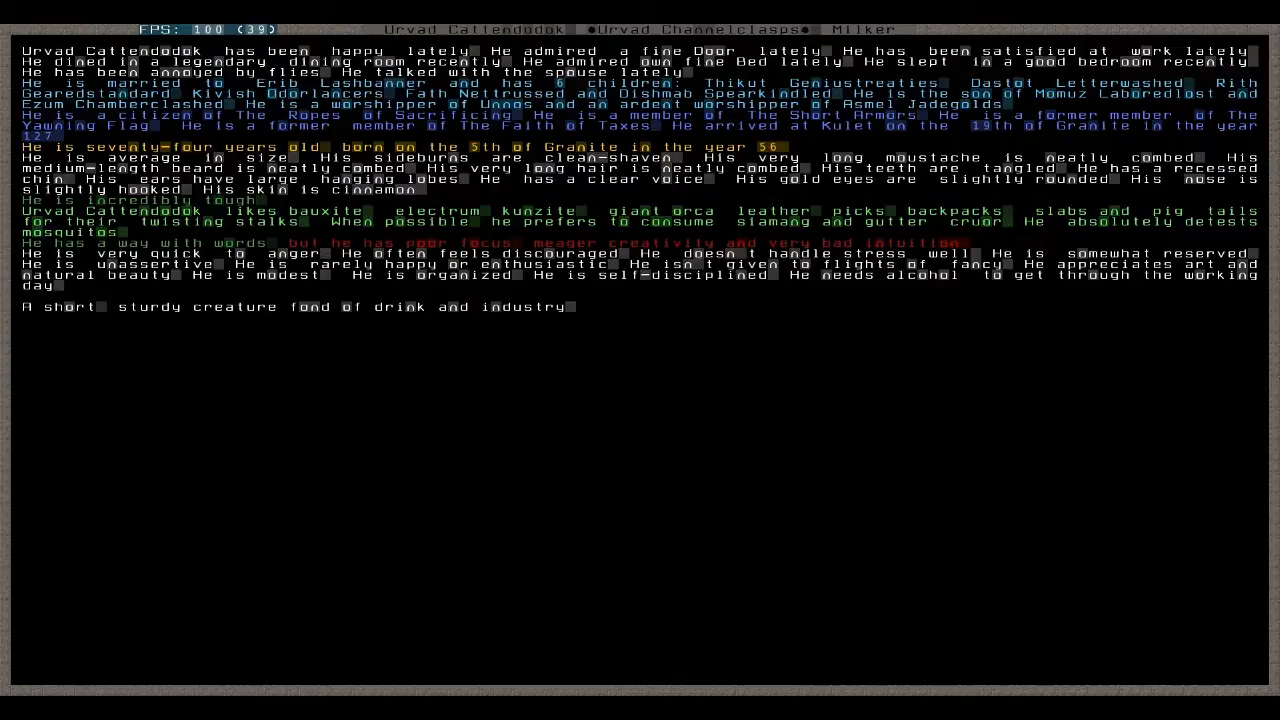 FPS: 100 (39) Urvad Cattendodok *Urvad Channelclasps* Milker
Urvad Cattendodok has been happy lately He admired a fine Door lately He has been satisfied at work lately
He dined in a legendary dining room recently He admired own fine Bed lately He slept in a good bedroom recently
He has been annoyed by flies He talked with the spouse lately
He is married to Erib Lashbanner and has 6 children: Thikut Geniustreaties Dastot Letterwashed Rith
Gearedstandard Kivish Odorlancers Fath Nettrussed and Dishmab Spearkindled He is the son of Momuz Laboredlost and
Ezum Chamberclashed He is a worshipper of Unnos and an ardent worshipper of Asmel Jadegolds
He is a citizen of The Ropes of Sacrificing He is a member of The Short Armors He is a former member of The
Yawning Flag He is a former member of The Faith of Taxes He arrived at Kulet on the 19th of Granite in the year
127
He is seventy-four years old born on the 5th of Granite in the year 56
He is average in size His sideburns are clean-shaven His very long moustache is neatly combed His
medium-length beard is neatly combed His very long hair is neatly combed His teeth are tangled He has a recessed
chin His ears have large hanging lobes He has a clear voice His gold eyes are slightly rounded His nose is
slightly hooked His skin is cinnamon
He is incredibly tough
Urvad Cattendodok likes bauxite electrum kunzite giant orca leather picks backpacks slabs and pig tails
for their twisting stalks When possible he prefers to consume siamang and gutter cruor He absolutely detests
mosquitos
He has a way with words but he has poor focus meager creativity and very bad intuition
He is very quick to anger He often feels discouraged He doesn't handle stress well He is somewhat reserved
He is unassertive He is rarely happy or enthusiastic He isn't given to flights of fancy He appreciates art and
natural beauty He is modest He is organized He is self-disciplined He needs alcohol to get through the working
day
A short sturdy creature fond of drink and industry